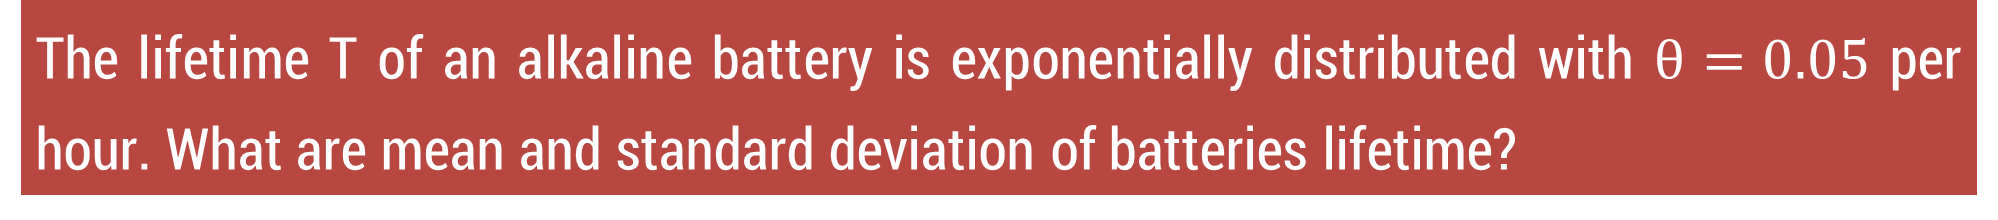 The lifetime T of an alkaline battery is exponentially distributed with θ = 0.05 per
hour. What are mean and standard deviation of batteries lifetime?